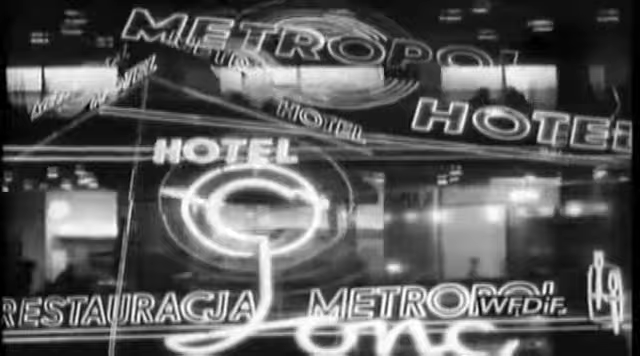 METROPOL
HOTEL
HOTEL
HOTEL
RESTAURACJA METROPOL
WFDiF.